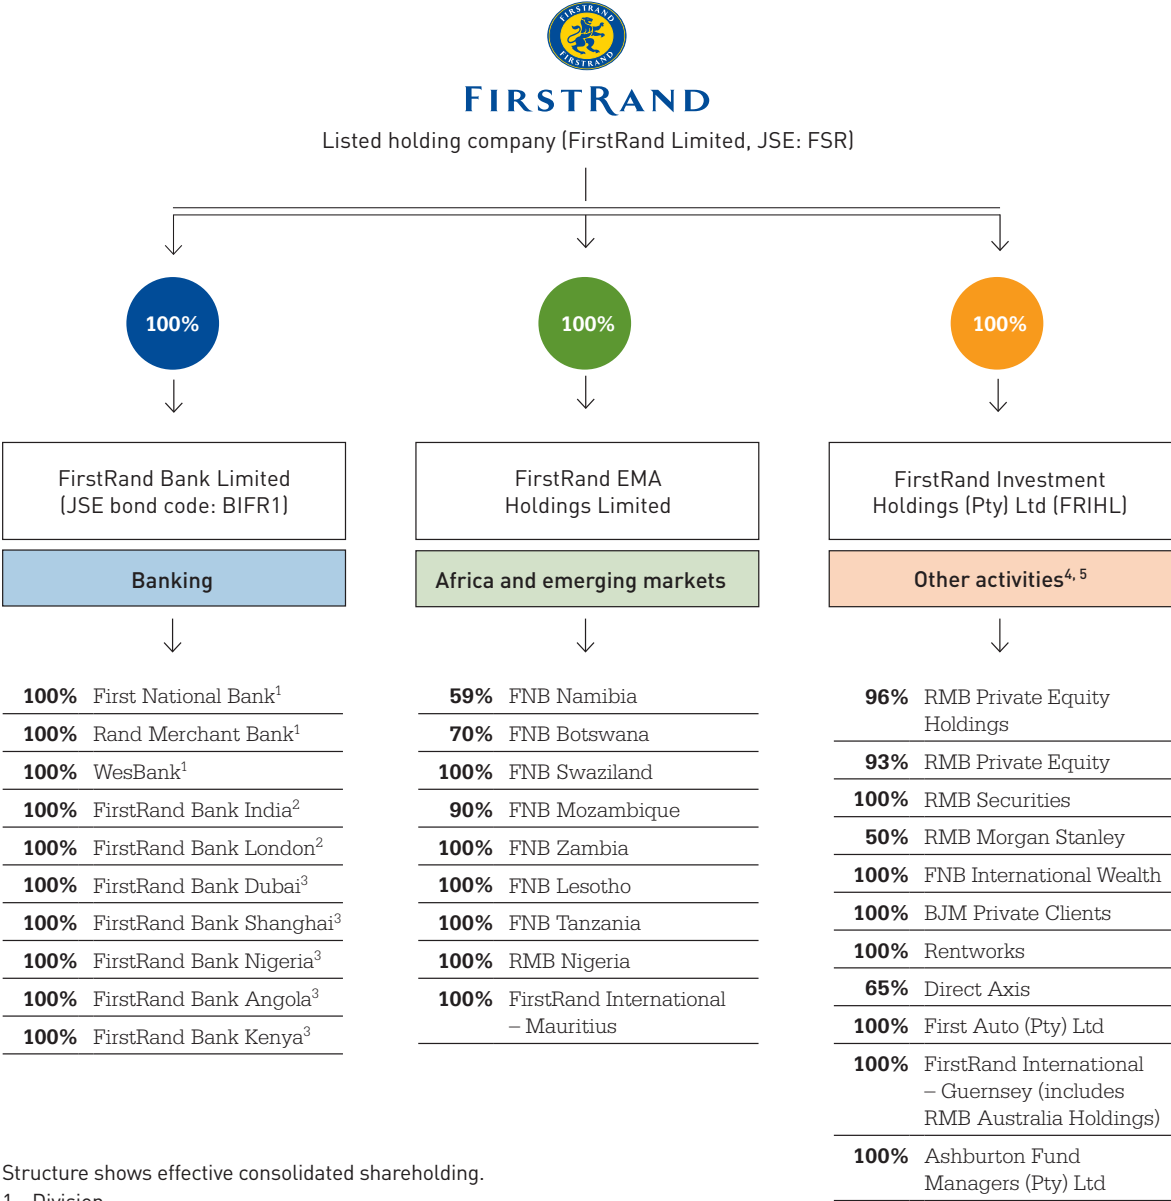 FIRSTRAND
FIRSTRAND
FIRSTRAND
Listed holding company (FirstRand Limited, JSE: FSR)
100%
100%
100%
FirstRand Bank Limited
(JSE bond code: BIFR1)
Banking
100% First National Bank1
100% Rand Merchant Bank1
100% WesBank1
100% FirstRand Bank India2
100% FirstRand Bank London2
100% FirstRand Bank Dubai3
100% FirstRand Bank Shanghai3
100% FirstRand Bank Nigeria3
100% FirstRand Bank Angola3
100% FirstRand Bank Kenya3
FirstRand EMA
Holdings Limited
Africa and emerging markets
59% FNB Namibia
70% FNB Botswana
100% FNB Swaziland
90% FNB Mozambique
100% FNB Zambia
100% FNB Lesotho
100% FNB Tanzania
100% RMB Nigeria
100% FirstRand International
– Mauritius
FirstRand Investment
Holdings (Pty) Ltd (FRIHL)
Other activities4, 5
96% RMB Private Equity
Holdings
93% RMB Private Equity
100% RMB Securities
50% RMB Morgan Stanley
100% FNB International Wealth
100% BJM Private Clients
100% Rentworks
65% Direct Axis
100% First Auto (Pty) Ltd
100% FirstRand International
– Guernsey (includes
RMB Australia Holdings)
100% Ashburton Fund
Managers (Pty) Ltd
Structure shows effective consolidated shareholding.
1 Division